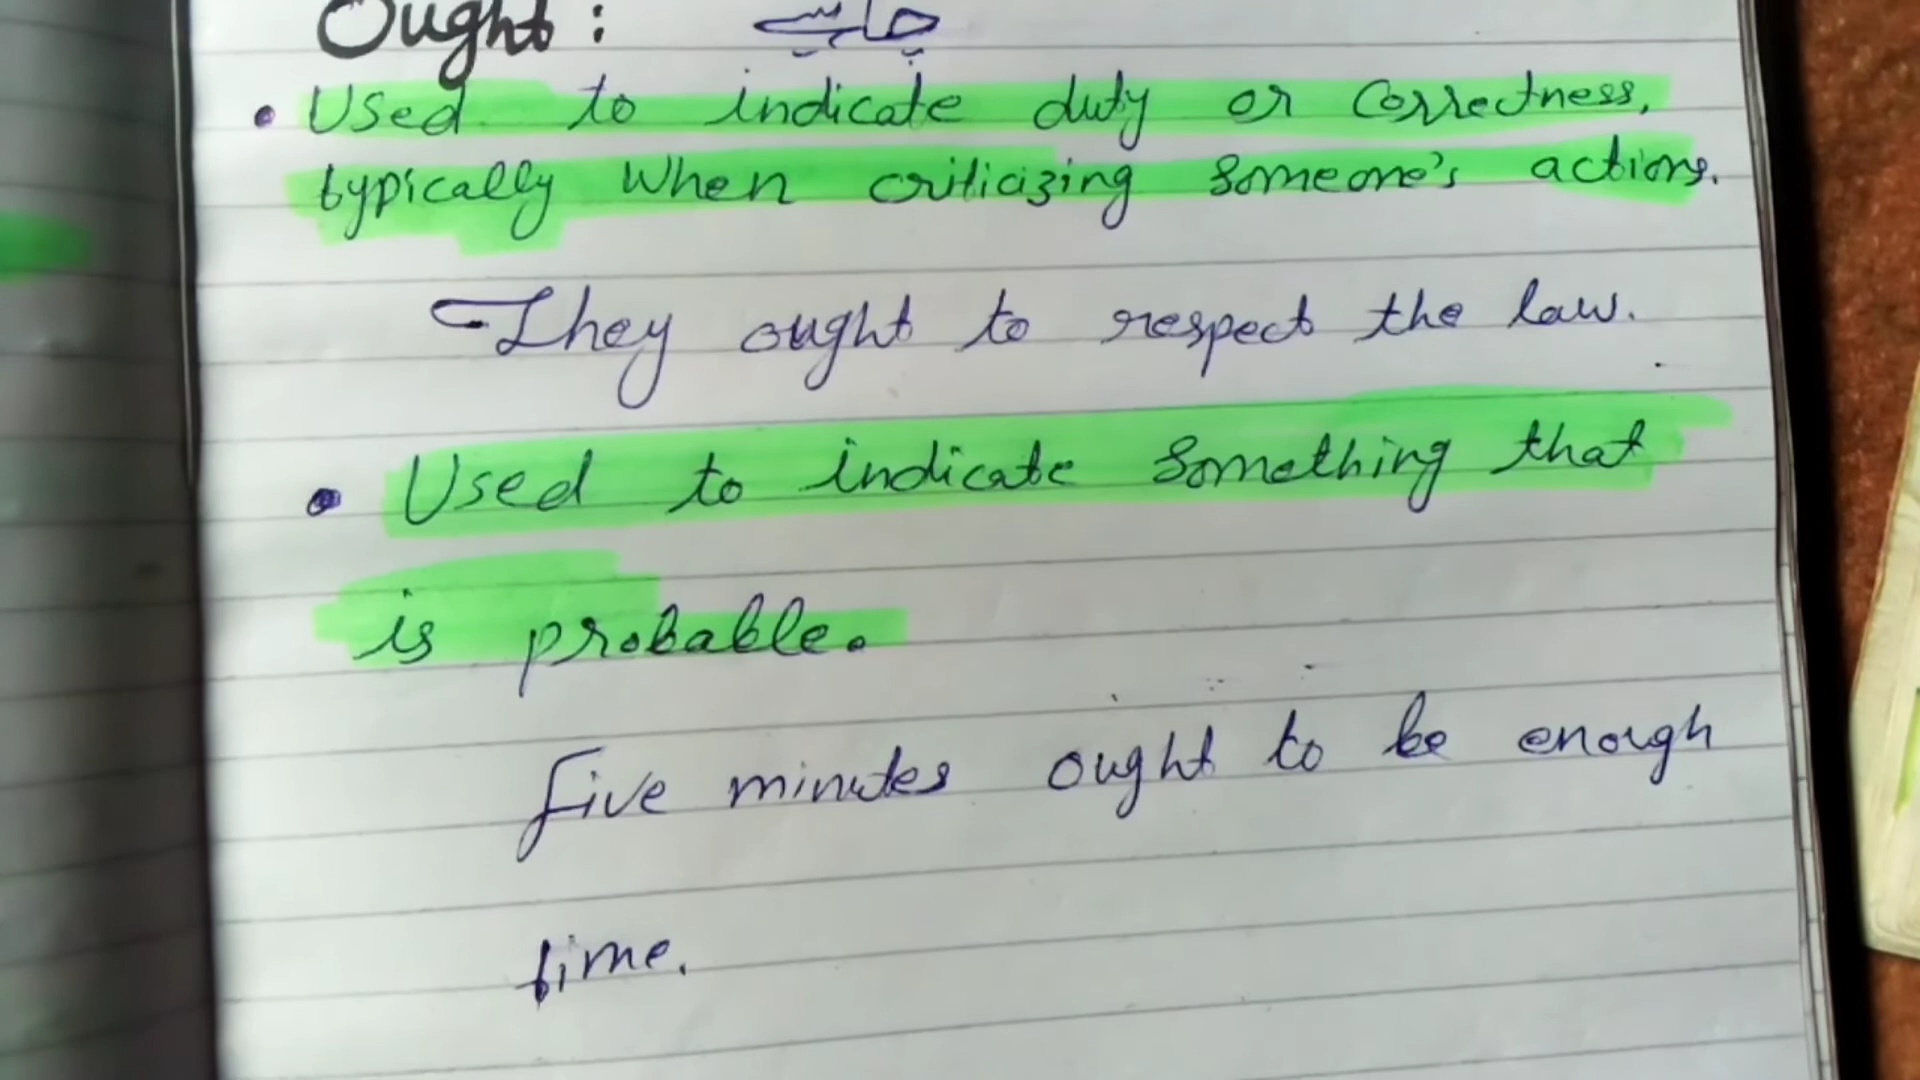 Ought : چاہیے
• Used to indicate duty or correctness,
typically when criticizing someone's actions.
They ought to respect the law.
• Used to indicate something that
is probable.
Five minutes ought to be enough
time.